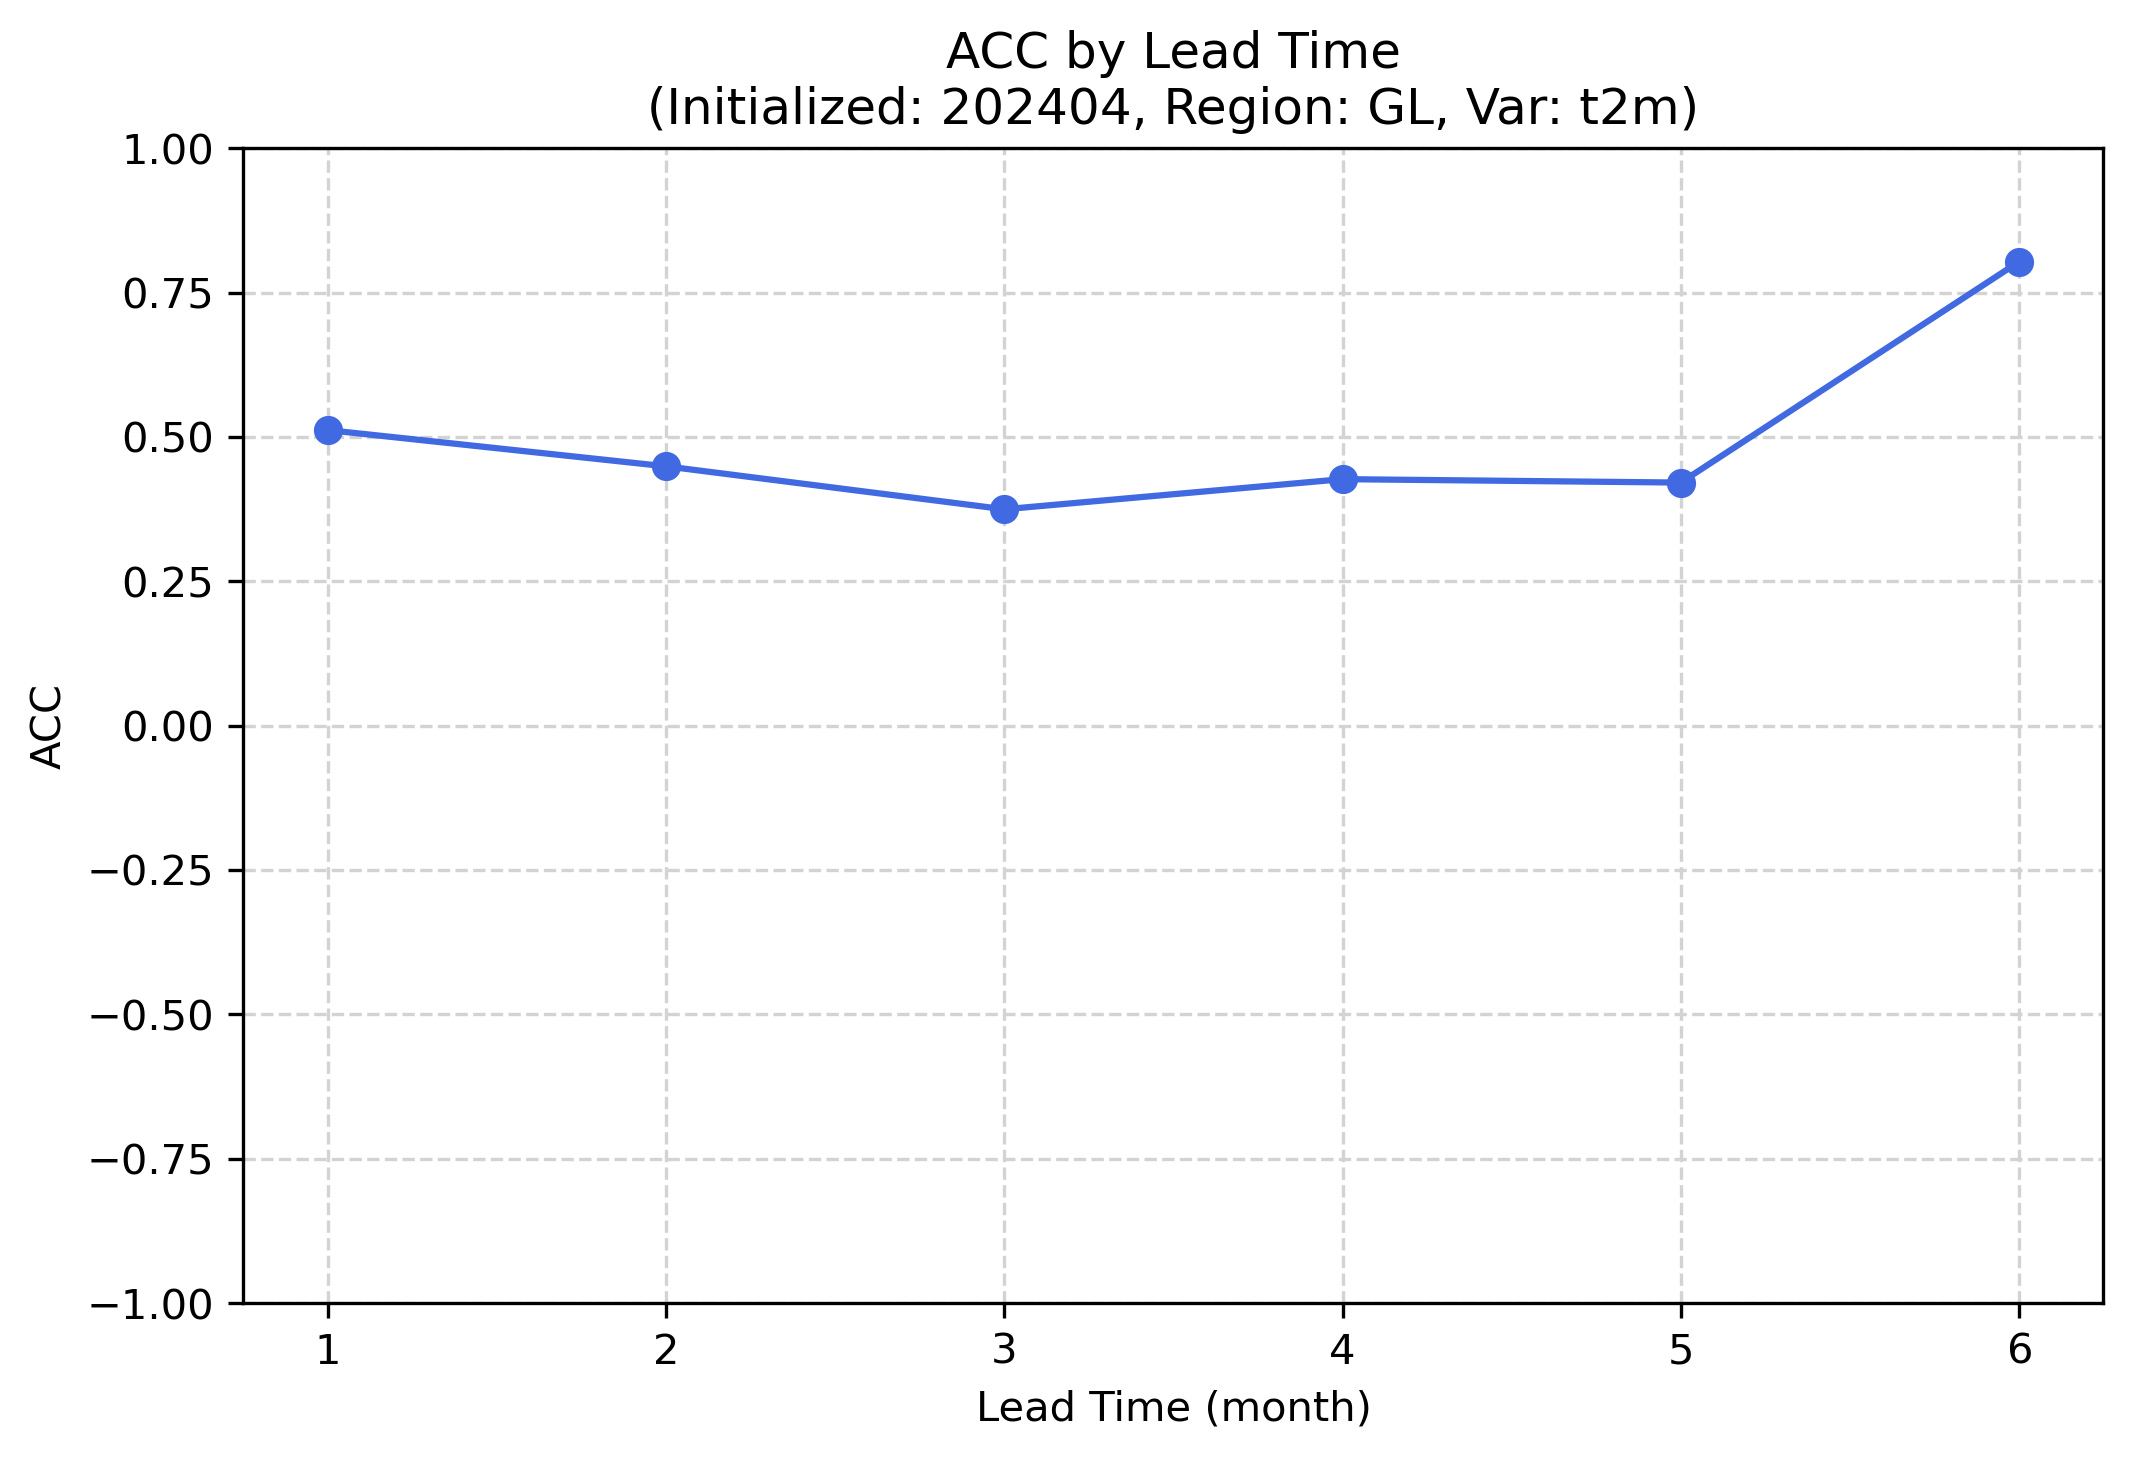 ACC by Lead Time
(Initialized: 202404, Region: GL, Var: t2m)
1.00
0.75
0.50
0.25
0.00
−0.25
−0.50
−0.75
−1.00
ACC
1 2 3 4 5 6
Lead Time (month)